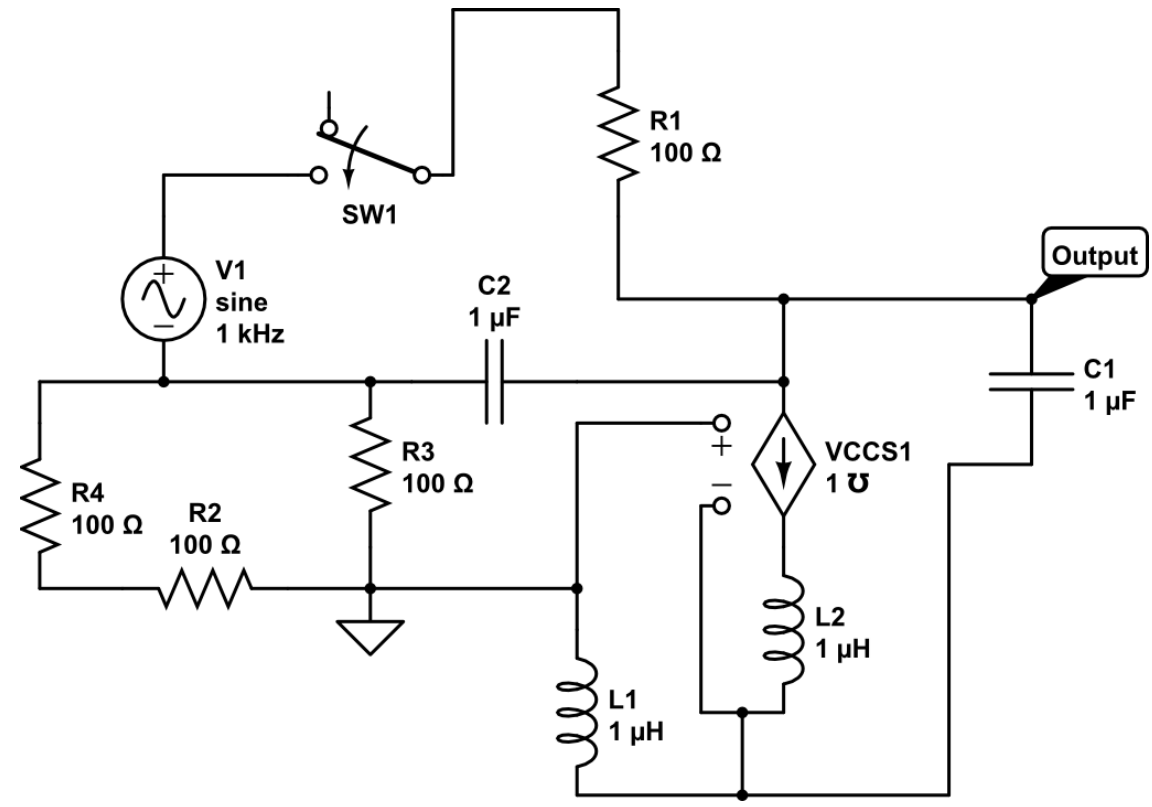 R1
100 Ω
SW1
Output
V1
sine
1 kHz
C2
1 µF
C1
1 µF
R3
100 Ω
VCCS1
1 ℧
R4
100 Ω
R2
100 Ω
L2
1 µH
L1
1 µH